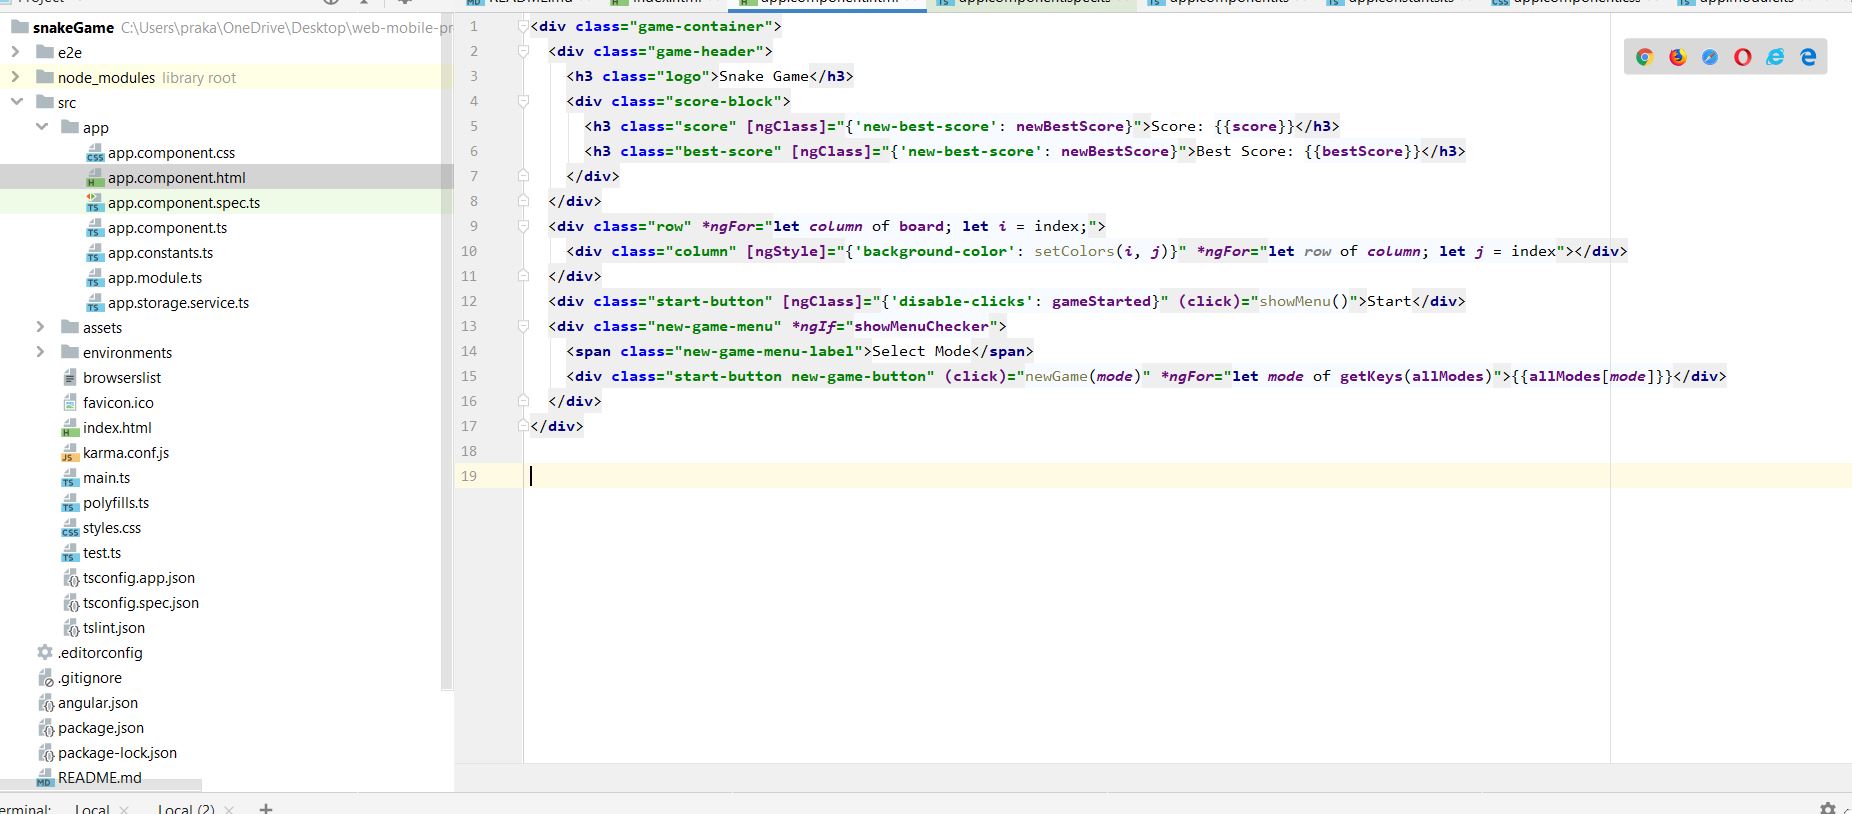 snakeGame C:\Users\praka\OneDrive\Desktop\web-mobile-pr
e2e
node_modules library root
src
app
app.component.css
app.component.html
app.component.spec.ts
app.component.ts
app.constants.ts
app.module.ts
app.storage.service.ts
assets
environments
browserslist
favicon.ico
index.html
karma.conf.js
main.ts
polyfills.ts
styles.css
test.ts
tsconfig.app.json
tsconfig.spec.json
tslint.json
.editorconfig
.gitignore
angular.json
package.json
package-lock.json
README.md
1 <div class="game-container">
2 <div class="game-header">
3 <h3 class="logo">Snake Game</h3>
4 <div class="score-block">
5 <h3 class="score" [ngClass]="{'new-best-score': newBestScore}">Score: {{score}}</h3>
6 <h3 class="best-score" [ngClass]="{'new-best-score': newBestScore}">Best Score: {{bestScore}}</h3>
7 </div>
8 </div>
9 <div class="row" *ngFor="let column of board; let i = index;">
10 <div class="column" [ngStyle]="{'background-color': setColors(i, j)}" *ngFor="let row of column; let j = index"></div>
11 </div>
12 <div class="start-button" [ngClass]="{'disable-clicks': gameStarted}" (click)="showMenu()">Start</div>
13 <div class="new-game-menu" *ngIf="showMenuChecker">
14 <span class="new-game-menu-label">Select Mode</span>
15 <div class="start-button new-game-button" (click)="newGame(mode)" *ngFor="let mode of getKeys(allModes)">{{allModes[mode]}}</div>
16 </div>
17 </div>
18
19
erminal: Local Local (2)